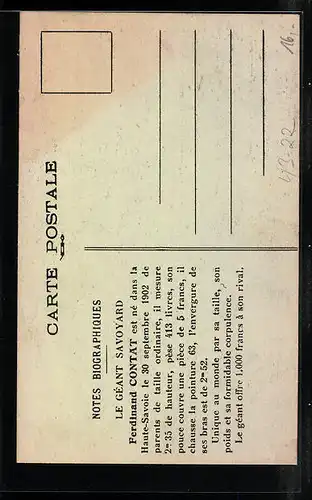 CARTE POSTALE
NOTES BIOGRAPHIQUES
LE GÉANT SAVOYARD
Ferdinand CONTAT est né dans la
Haute-Savoie le 30 septembre 1902 de
parents de taille ordinaire, il mesure
2m35 de hauteur, pèse 413 livres, son
pouce couvre une pièce de 5 francs, il
chausse la pointure 63, l'envergure de
ses bras est de 2m52.
Unique au monde par sa taille, son
poids et sa formidable corpulence.
Le géant offre 1.000 francs à son rival.
16,-